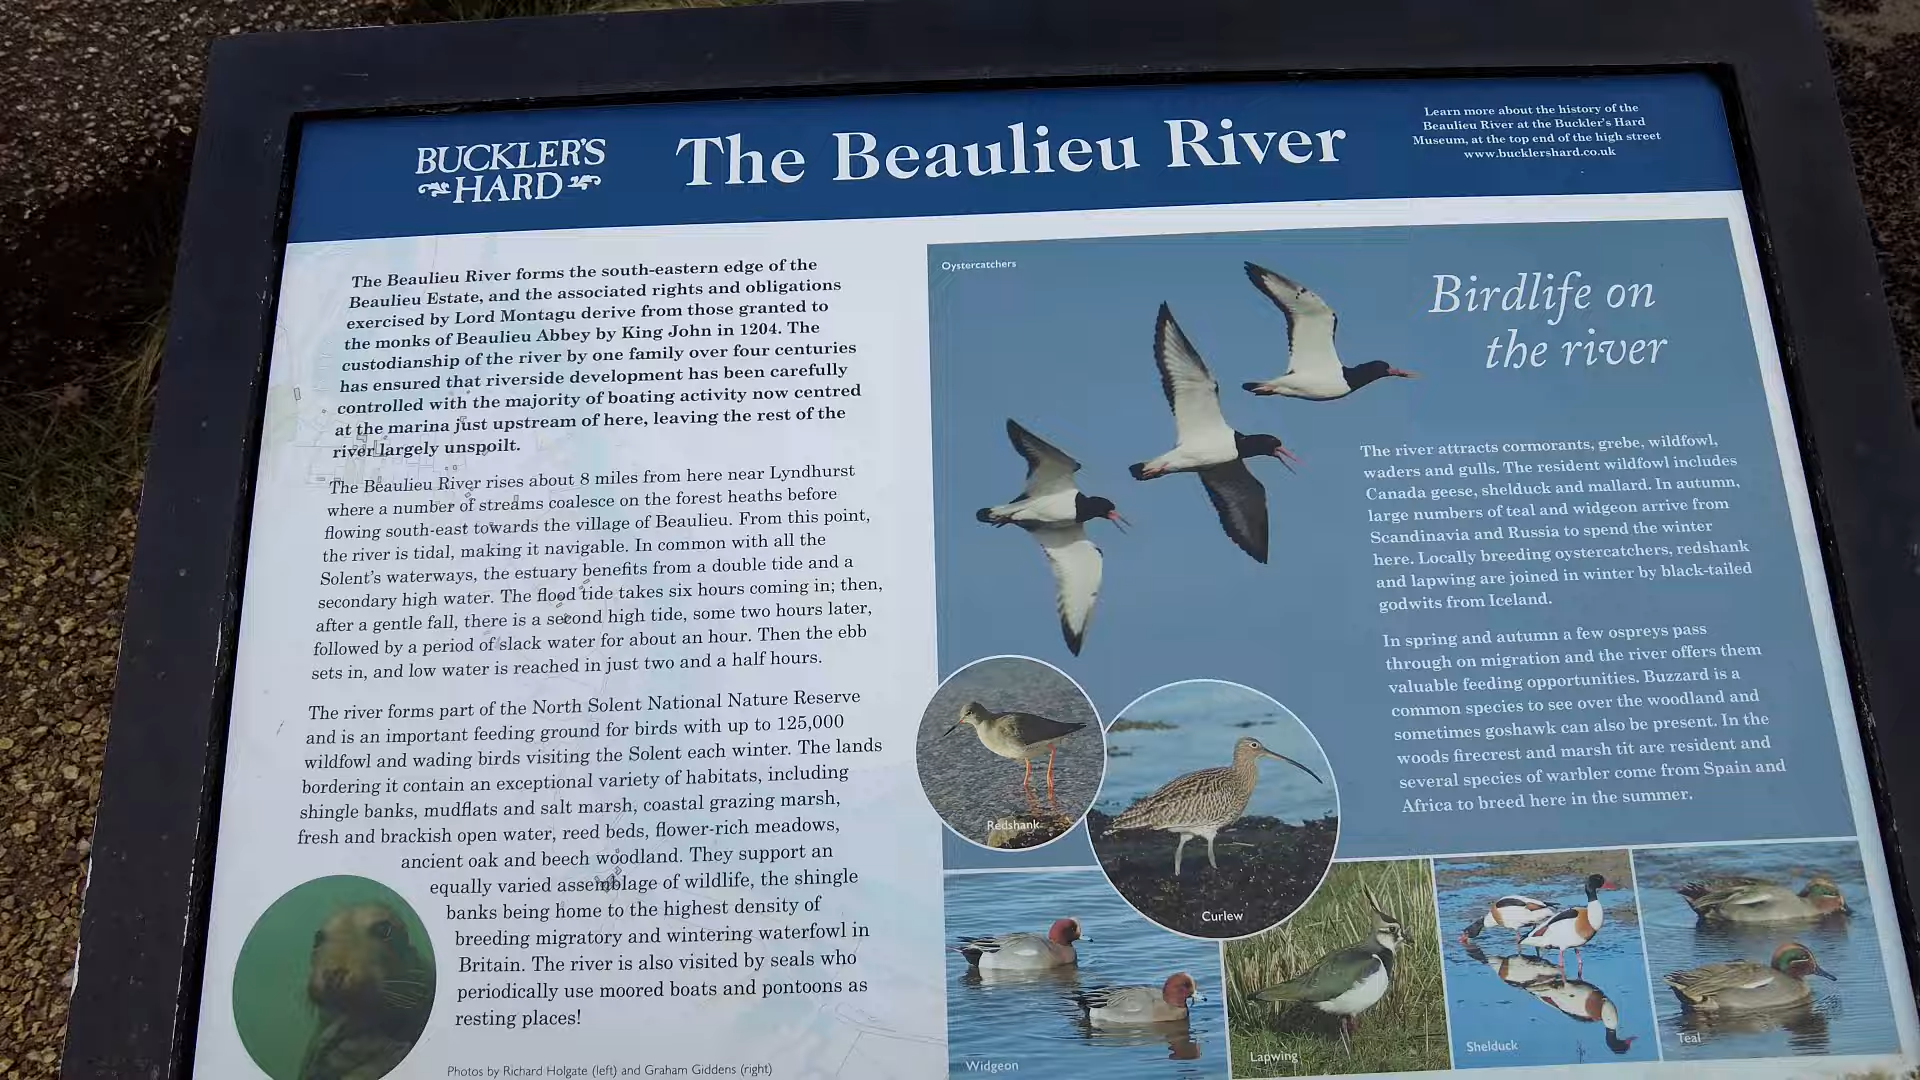 BUCKLER'S
HARD
The Beaulieu River
Learn more about the history of the
Beaulieu River at the Buckler's Hard
Museum, at the top end of the high street
www.bucklershard.co.uk
The Beaulieu River forms the south-eastern edge of the
Beaulieu Estate, and the associated rights and obligations
exercised by Lord Montagu derive from those granted to
the monks of Beaulieu Abbey by King John in 1204. The
custodianship of the river by one family over four centuries
has ensured that riverside development has been carefully
controlled with the majority of boating activity now centred
at the marina just upstream of here, leaving the rest of the
river largely unspoilt.
The Beaulieu River rises about 8 miles from here near Lyndhurst
where a number of streams coalesce on the forest heaths before
flowing south-east towards the village of Beaulieu. From this point,
the river is tidal, making it navigable. In common with all the
Solent's waterways, the estuary benefits from a double tide and a
secondary high water. The flood tide takes six hours coming in; then,
after a gentle fall, there is a second high tide, some two hours later,
followed by a period of slack water for about an hour. Then the ebb
sets in, and low water is reached in just two and a half hours.
The river forms part of the North Solent National Nature Reserve
and is an important feeding ground for birds with up to 125,000
wildfowl and wading birds visiting the Solent each winter. The lands
bordering it contain an exceptional variety of habitats, including
shingle banks, mudflats and salt marsh, coastal grazing marsh,
fresh and brackish open water, reed beds, flower-rich meadows,
ancient oak and beech woodland. They support an
equally varied assemblage of wildlife, the shingle
banks being home to the highest density of
breeding migratory and wintering waterfowl in
Britain. The river is also visited by seals who
periodically use moored boats and pontoons as
resting places!
Photos by Richard Holgate (left) and Graham Giddens (right)
Oystercatchers
Birdlife on
the river
The river attracts cormorants, grebe, wildfowl,
waders and gulls. The resident wildfowl includes
Canada geese, shelduck and mallard. In autumn,
large numbers of teal and widgeon arrive from
Scandinavia and Russia to spend the winter
here. Locally breeding oystercatchers, redshank
and lapwing are joined in winter by black-tailed
godwits from Iceland.
In spring and autumn a few ospreys pass
through on migration and the river offers them
valuable feeding opportunities. Buzzard is a
common species to see over the woodland and
sometimes goshawk can also be present. In the
woods firecrest and marsh tit are resident and
several species of warbler come from Spain and
Africa to breed here in the summer.
Redshank
Curlew
Widgeon
Lapwing
Shelduck
Teal